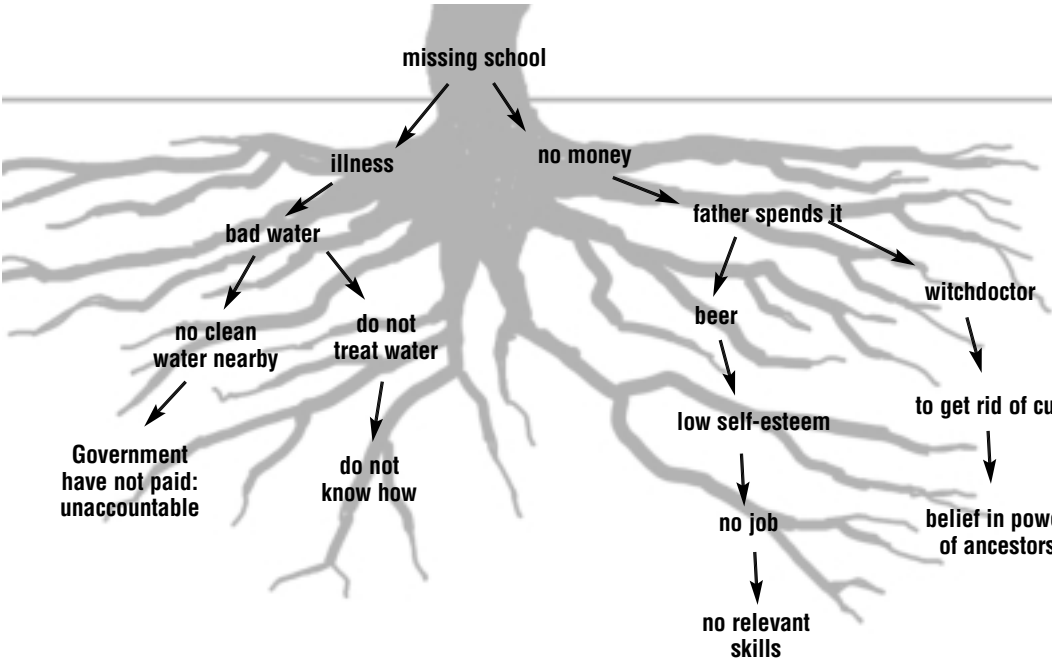 missing school
illness
no money
bad water
father spends it
no clean
water nearby
do not
treat water
beer
witchdoctor
Government
have not paid:
unaccountable
do not
know how
low self-esteem
to get rid of
no job
belief in
of ancestors
no relevant
skills